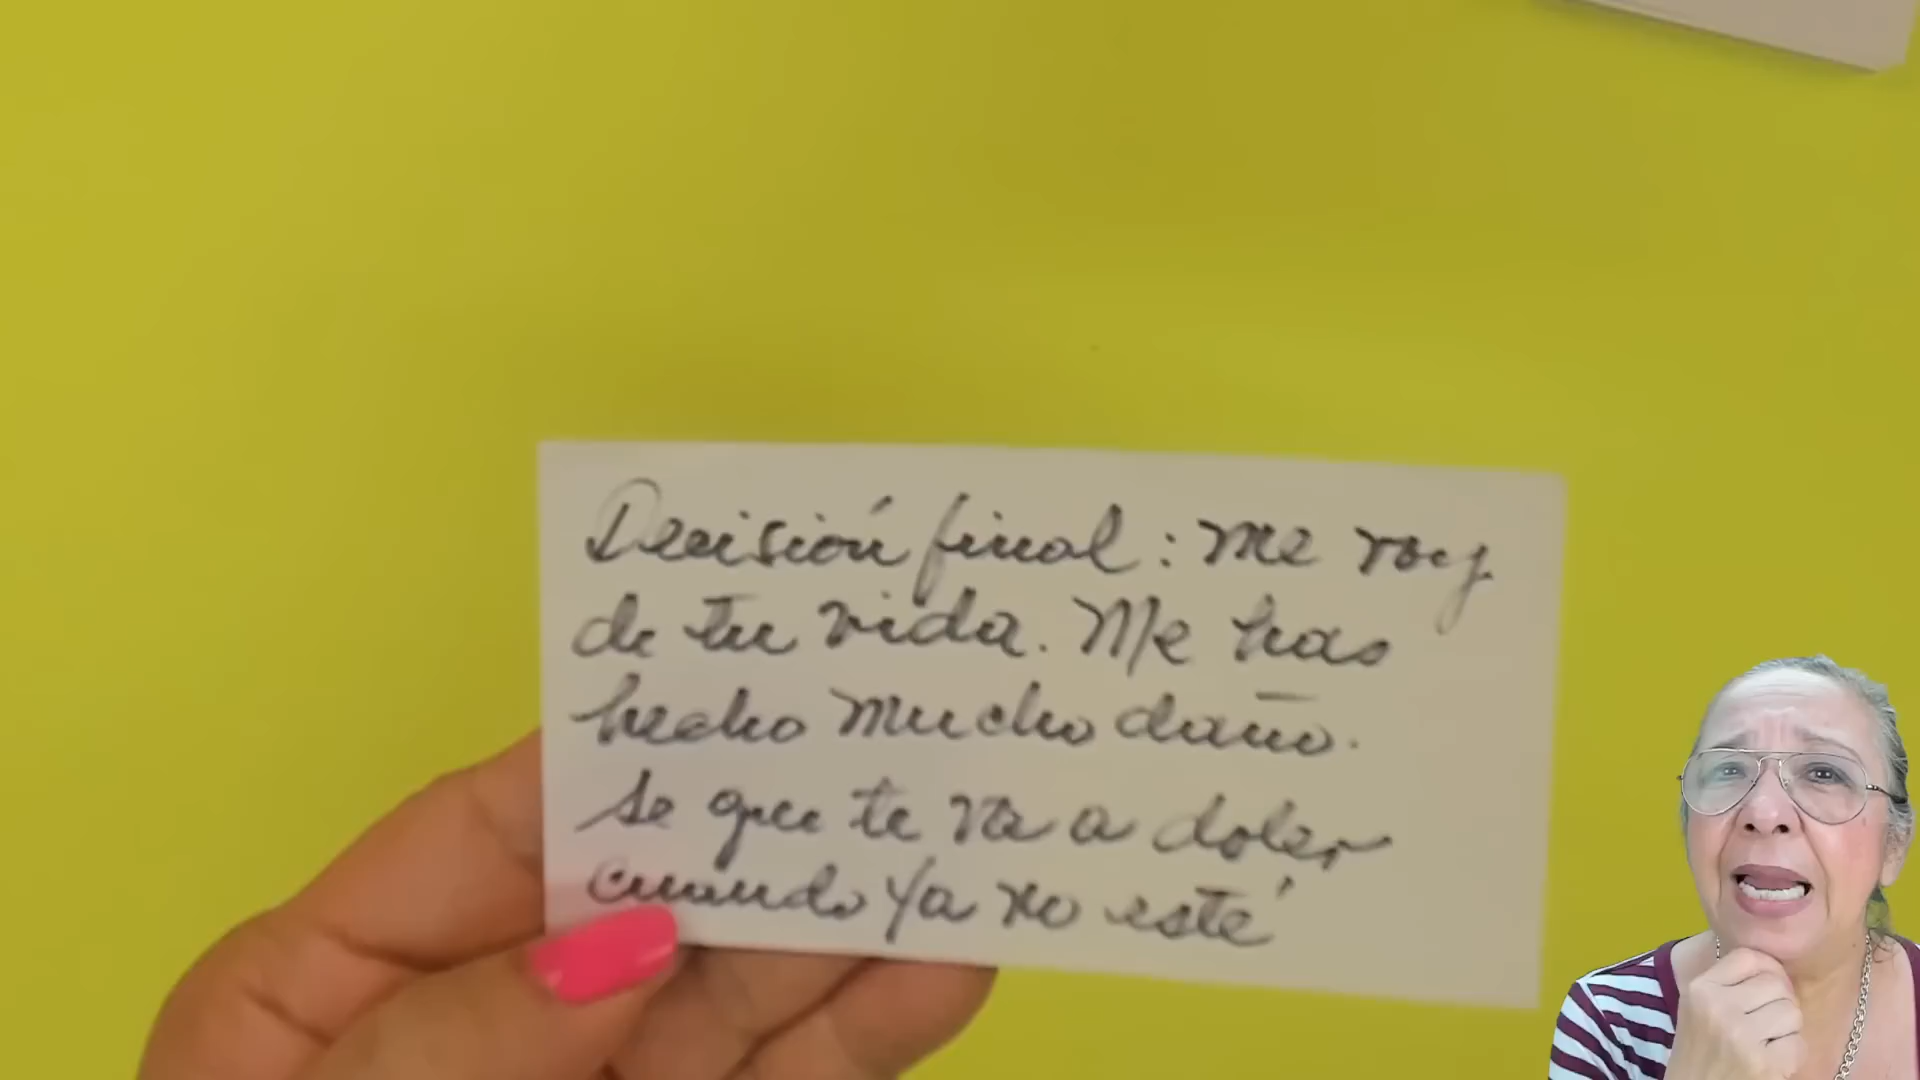 Decisión final: me voy
de tu vida. Me has
hecho mucho daño.
Se que te va a doler
cuando ya no esté